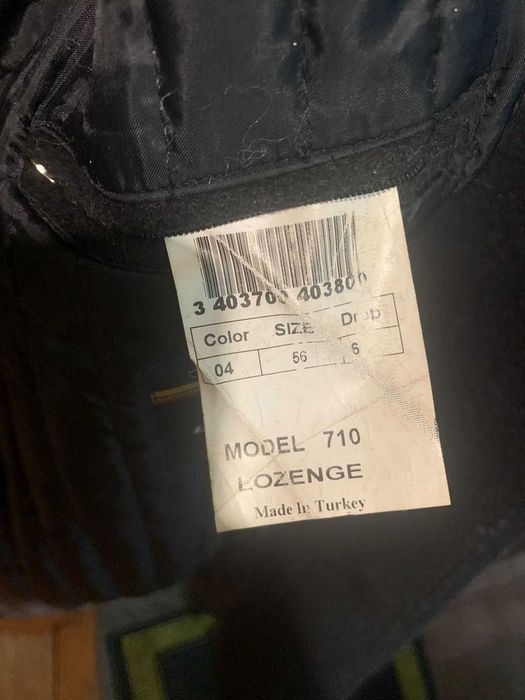 3 403700 403800
Color SIZE Drop
04 56 6
MODEL 710
LOZENGE
Made In Turkey